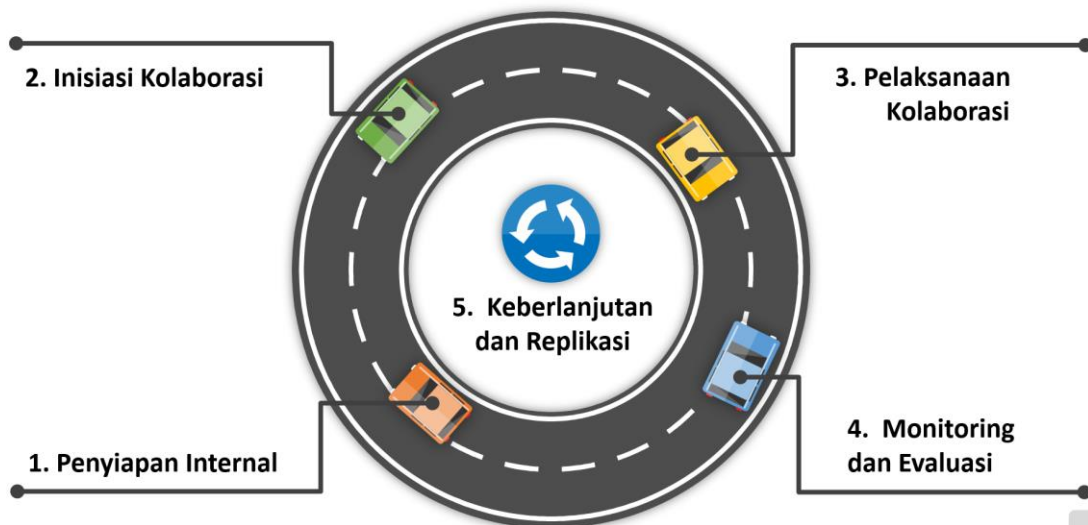 2. Inisiasi Kolaborasi
3. Pelaksanaan
Kolaborasi
5. Keberlanjutan
dan Replikasi
1. Penyiapan Internal
4. Monitoring
dan Evaluasi